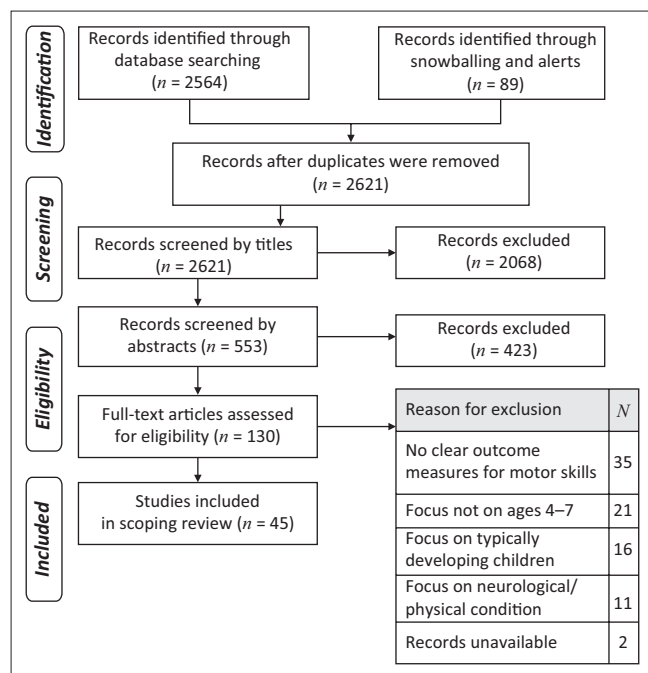 Identification
Records identified through
database searching
(n = 2564)
Records identified through
snowballing and alerts
(n = 89)
Records after duplicates were removed
(n = 2621)
Screening
Records screened by titles
(n = 2621)
Records excluded
(n = 2068)
Eligibility
Records screened by
abstracts (n = 553)
Records excluded
(n = 423)
Full-text articles assessed
for eligibility (n = 130)
Reason for exclusion N
No clear outcome
measures for motor skills 35
Focus not on ages 4–7 21
Focus on typically
developing children 16
Focus on neurological/
physical condition 11
Records unavailable 2
Included
Studies included
in scoping review (n = 45)